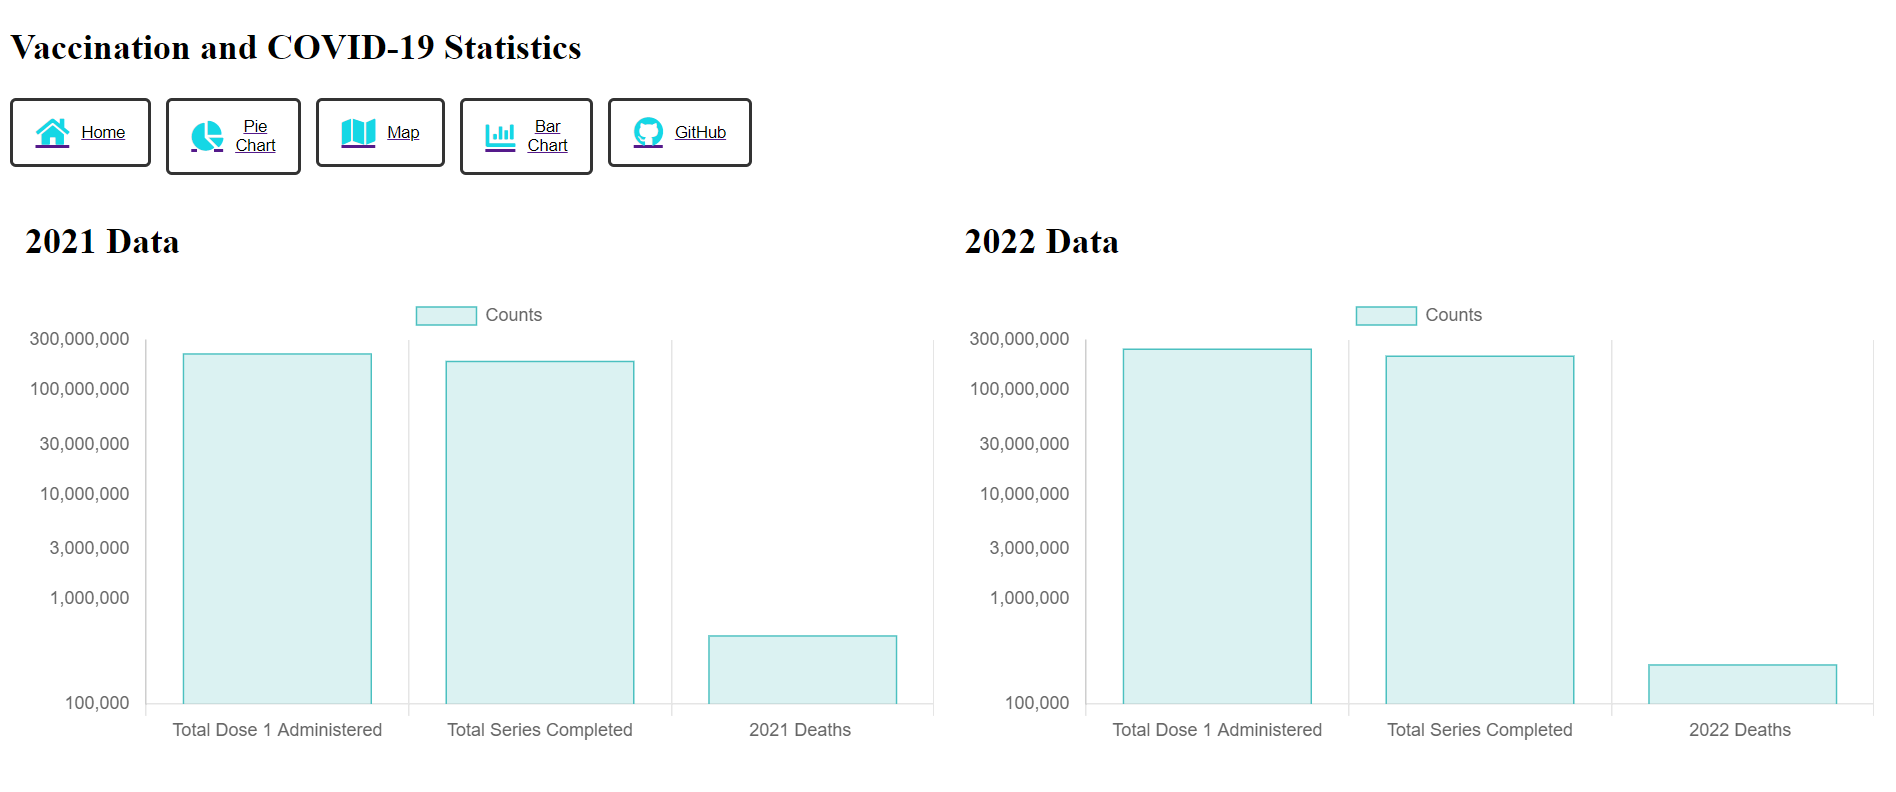 Vaccination and COVID-19 Statistics
Home
Pie
Chart
Map
Bar
Chart
GitHub
2021 Data
Counts
300,000,000
100,000,000
30,000,000
10,000,000
3,000,000
1,000,000
100,000
Total Dose 1 Administered
Total Series Completed
2021 Deaths
2022 Data
Counts
300,000,000
100,000,000
30,000,000
10,000,000
3,000,000
1,000,000
100,000
Total Dose 1 Administered
Total Series Completed
2022 Deaths